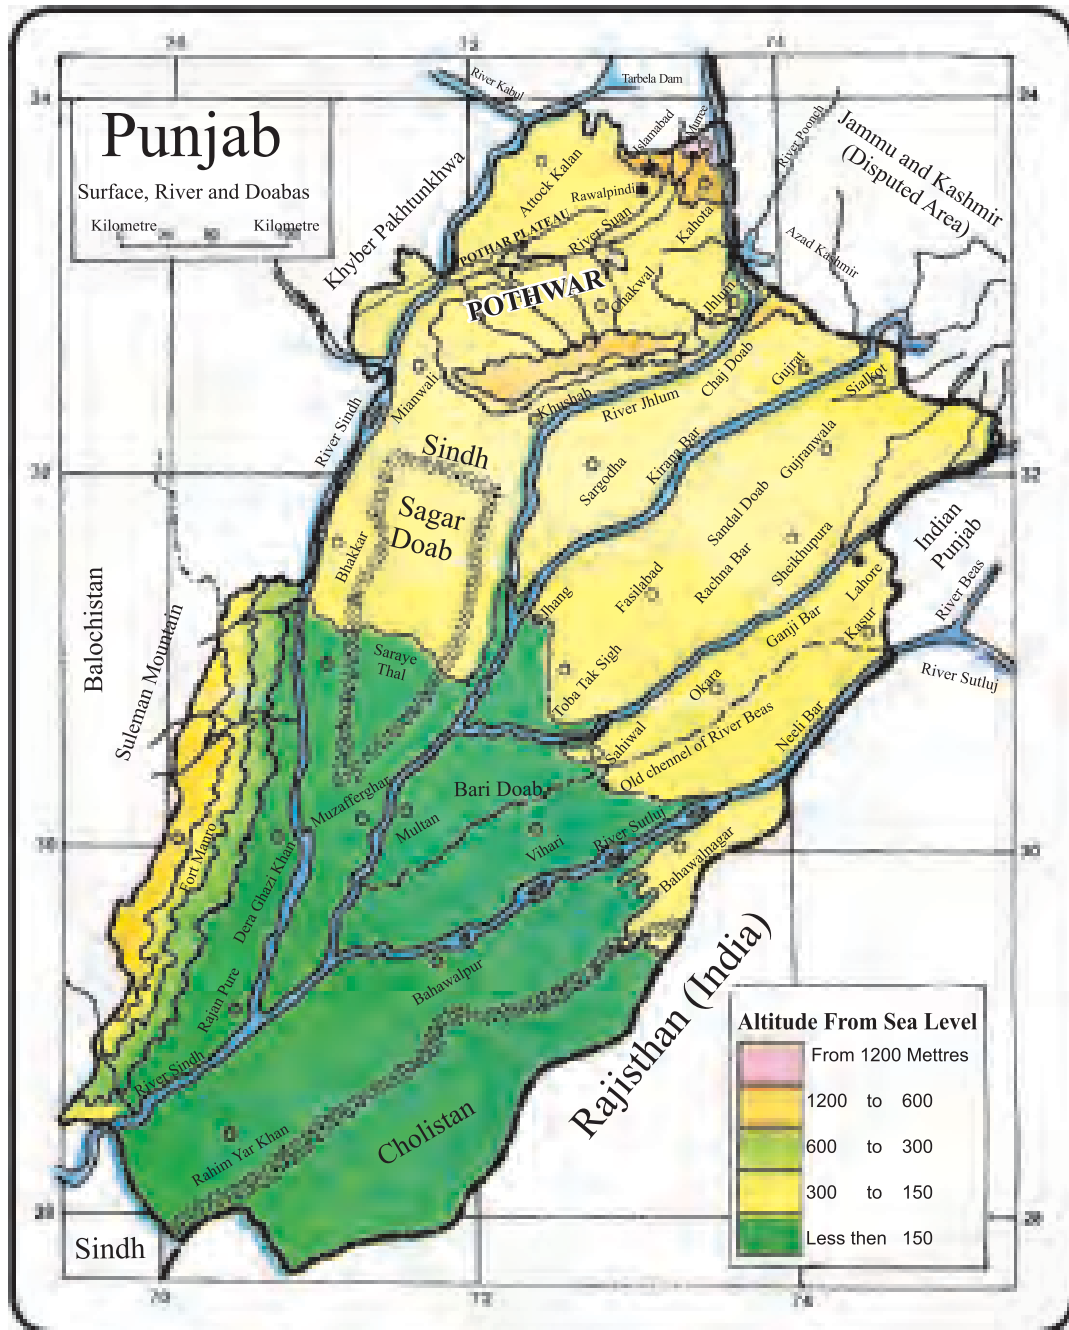 Punjab
Surface, River and Doabas
Kilometre
Kilometre
River Kabul
Tarbela Dam
Islamabad
Murree
River Poonch
Jammu and Kashmir
(Disputed Area)
Azad Kashmir
Khyber Pakhtunkhwa
Attock Kalan
Rawalpindi
POTHAR PLATEAU
River Suan
Kahota
POTHWAR
Chakwal
Jhlum
Mianwali
Khushab
River Jhlum
Chaj Doab
Gujrat
Sialkot
River Sindh
Sindh
Sagar
Doab
Sargodha
Kirana Bar
Gujranwala
Sandal Doab
Bhakkar
Jhang
Fasilabad
Rachna Bar
Sheikhupura
Indian
Punjab
Lahore
Ganji Bar
Kasur
River Beas
River Sutluj
Balochistan
Suleman Mountain
Saraye
Thal
Toba Tak Sigh
Okara
Sahiwal
Old chennel of River Beas
Neeli Bar
Muzafferghar
Bari Doab
Multan
Vihari
River Sutluj
Bahawalnagar
Fort Manro
Dera Ghazi Khan
Rajan Pure
Bahawalpur
River Sindh
Rahim Yar Khan
Cholistan
Rajisthan (India)
Sindh
Altitude From Sea Level
From 1200 Mettres
1200 to 600
600 to 300
300 to 150
Less then 150